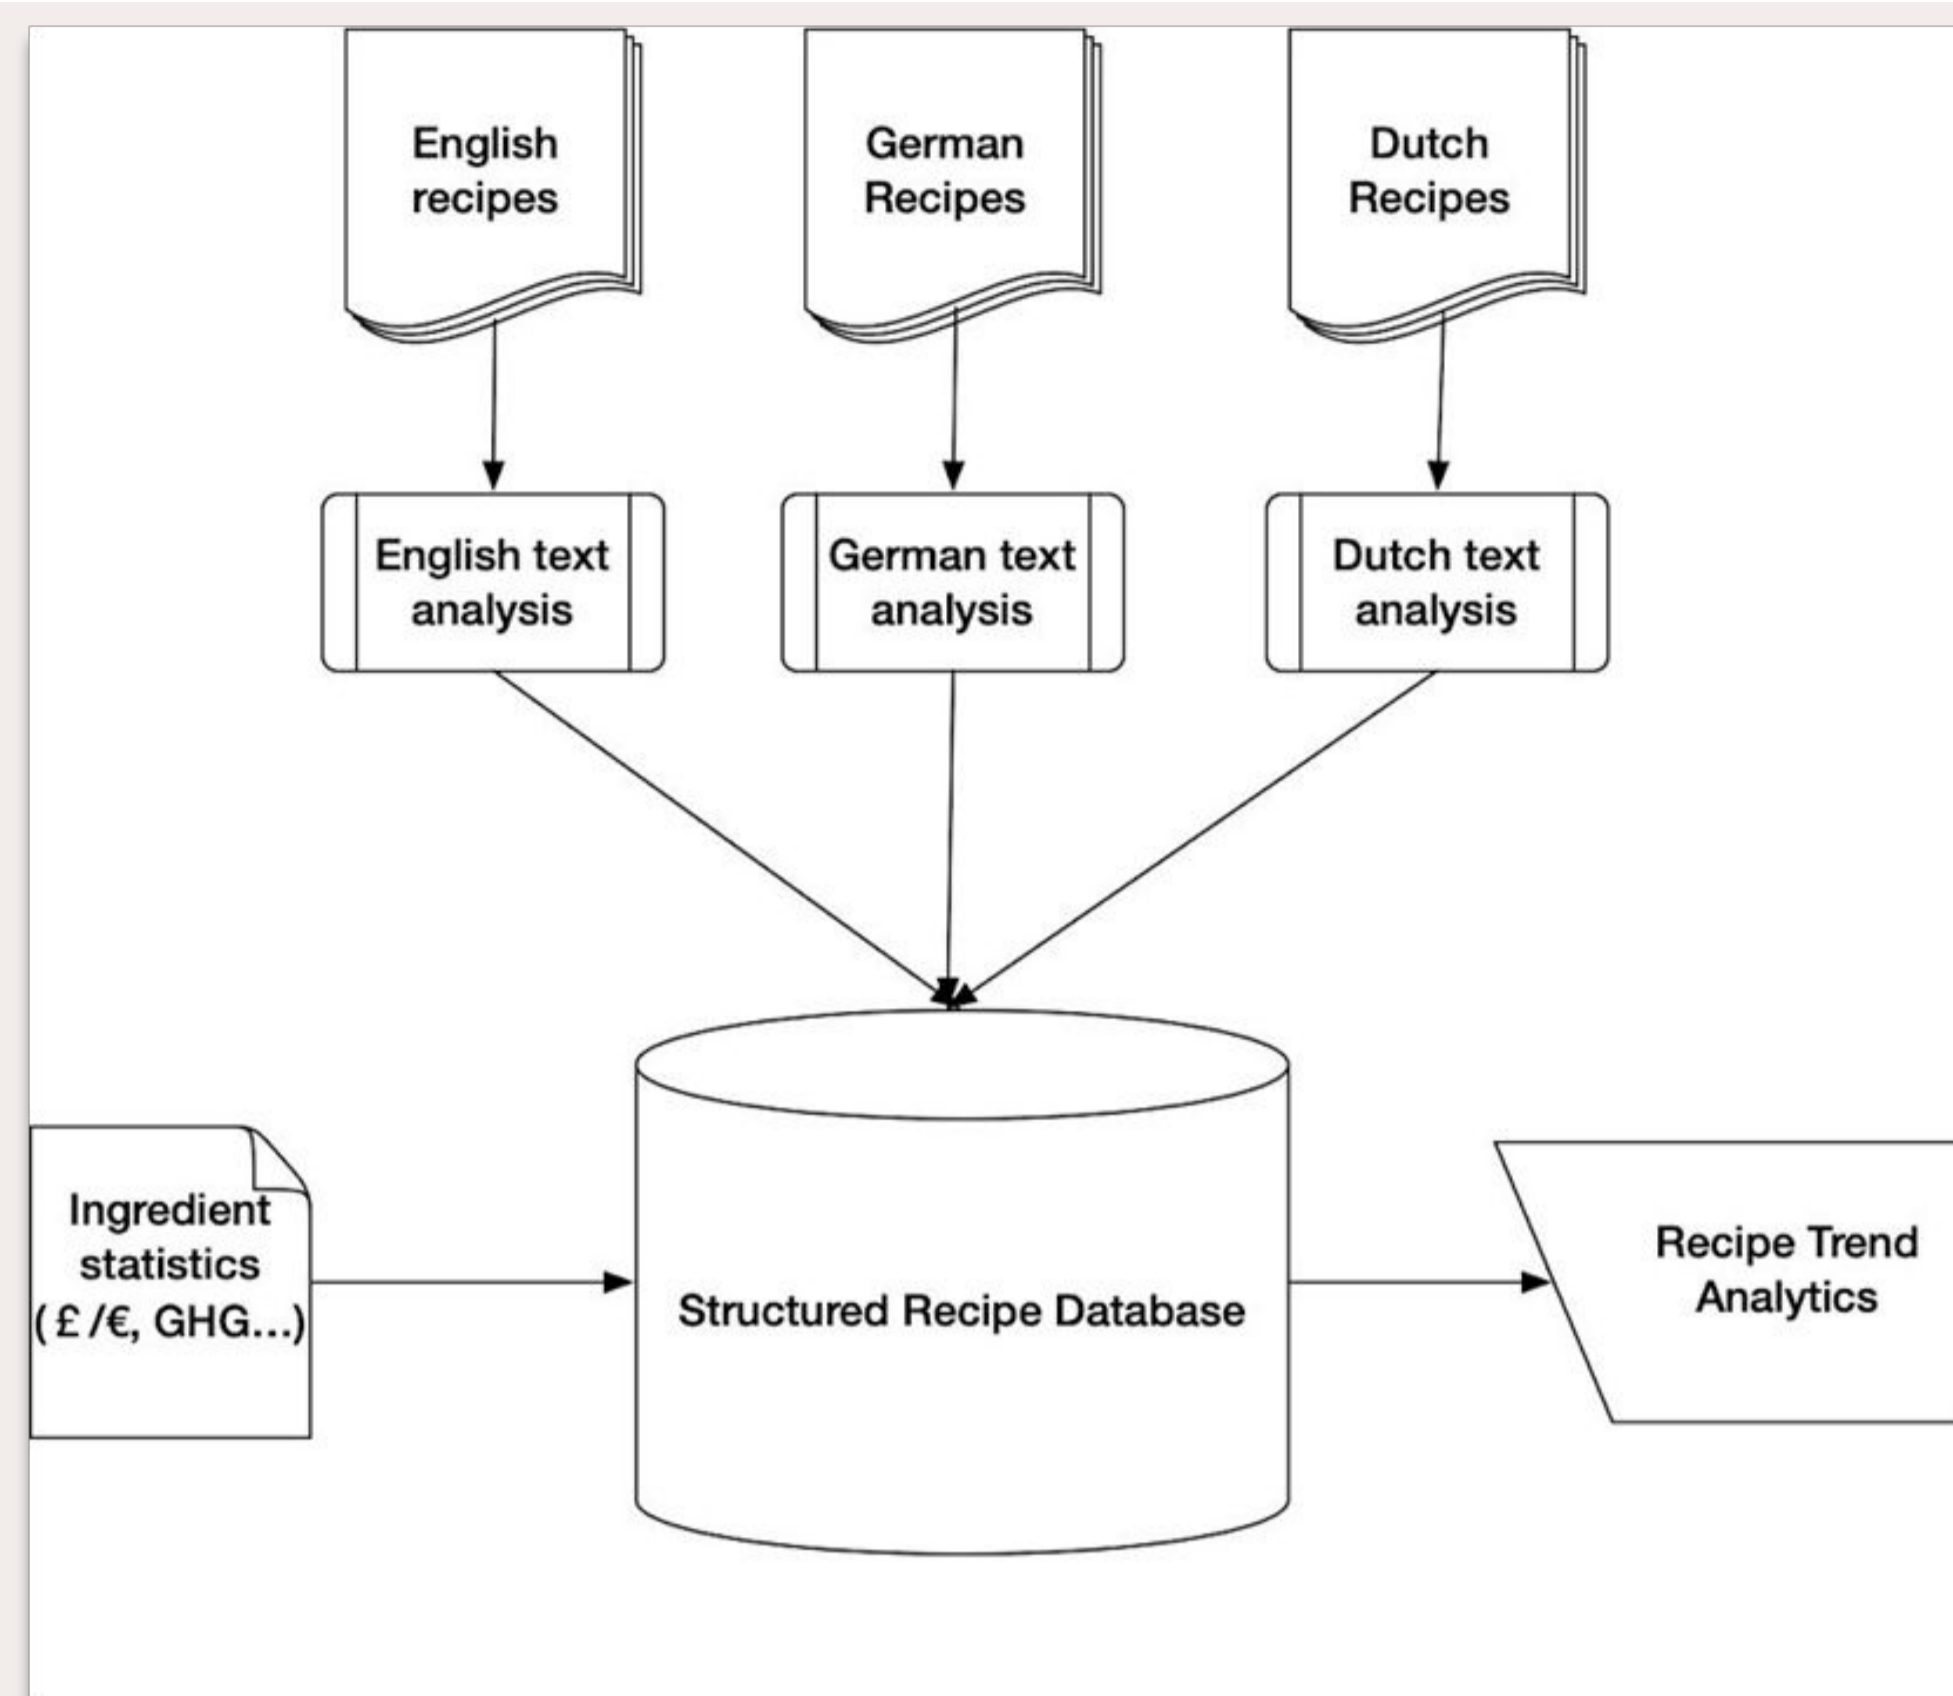 English
recipes
German
Recipes
Dutch
Recipes
English text
analysis
German text
analysis
Dutch text
analysis
Ingredient
statistics
( £ /€, GHG...)
Structured Recipe Database
Recipe Trend
Analytics